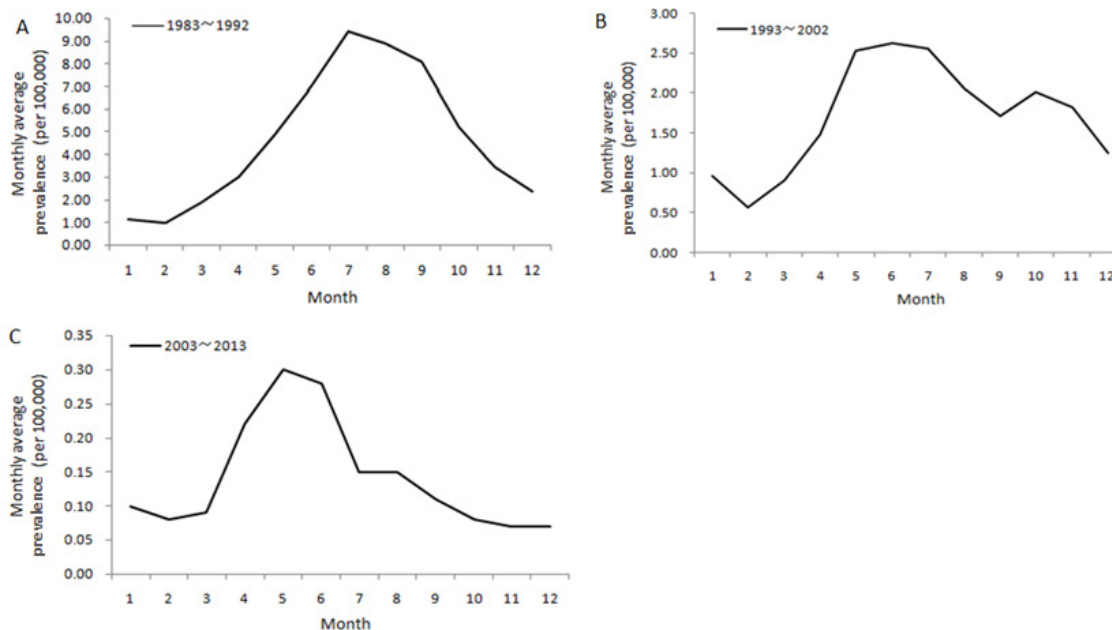 A
1983～1992
Monthly average
prevalence (per 100,000)
10.00
9.00
8.00
7.00
6.00
5.00
4.00
3.00
2.00
1.00
0.00
1 2 3 4 5 6 7 8 9 10 11 12
Month
B
1993～2002
Monthly average
prevalence (per 100,000)
3.00
2.50
2.00
1.50
1.00
0.50
0.00
1 2 3 4 5 6 7 8 9 10 11 12
Month
C
2003～2013
Monthly average
prevalence (per 100,000)
0.35
0.30
0.25
0.20
0.15
0.10
0.05
0.00
1 2 3 4 5 6 7 8 9 10 11 12
Month